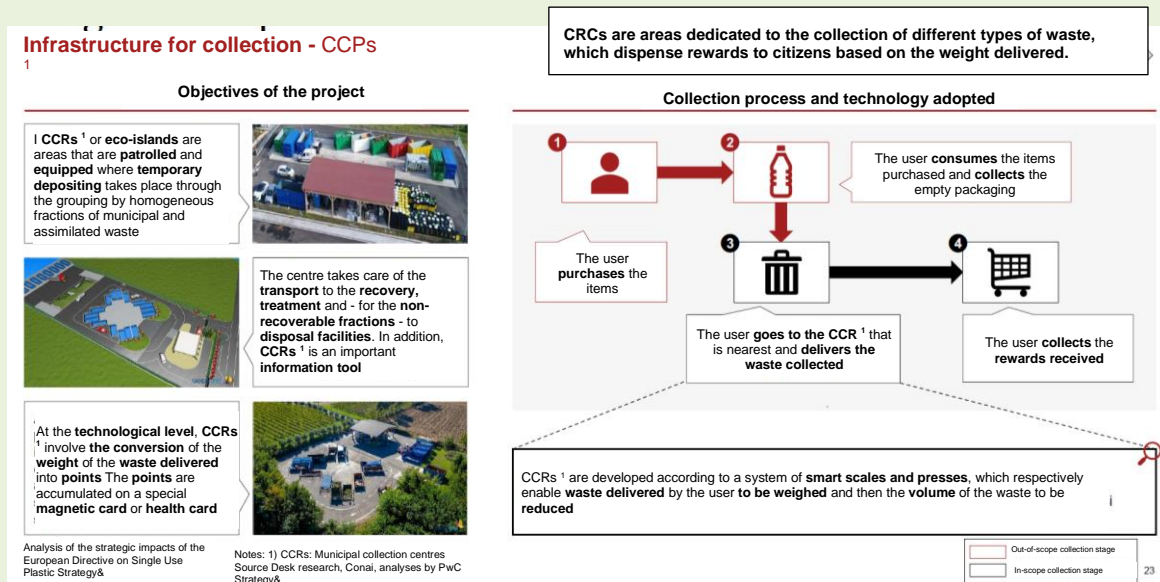 Infrastructure for collection - CCPs
1
CRCs are areas dedicated to the collection of different types of waste,
which dispense rewards to citizens based on the weight delivered.
Objectives of the project
I CCRs 1 or eco-islands are
areas that are patrolled and
equipped where temporary
depositing takes place through
the grouping by homogeneous
fractions of municipal and
assimilated waste
The centre takes care of the
transport to the recovery,
treatment and - for the non-
recoverable fractions - to
disposal facilities. In addition,
CCRs 1 is an important
information tool
At the technological level, CCRs
1 involve the conversion of the
weight of the waste delivered
into points The points are
accumulated on a special
magnetic card or health card
Collection process and technology adopted
1
2
The user consumes the items
purchased and collects the
empty packaging
The user
purchases the
items
3
4
The user goes to the CCR 1 that
is nearest and delivers the
waste collected
The user collects the
rewards received
CCRs 1 are developed according to a system of smart scales and presses, which respectively
enable waste delivered by the user to be weighed and then the volume of the waste to be
reduced
i
Analysis of the strategic impacts of the
European Directive on Single Use
Plastic Strategy&
Notes: 1) CCRs: Municipal collection centres
Source Desk research, Conai, analyses by PwC
Strategy&
Out-of-scope collection stage
In-scope collection stage
23